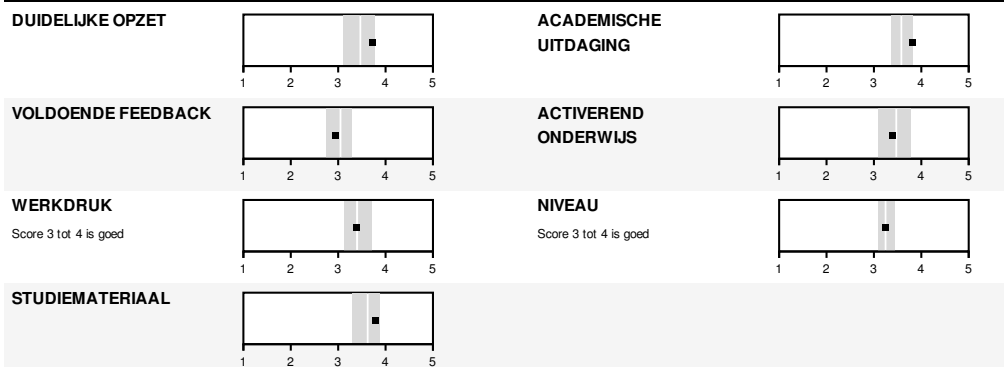 DUIDELIJKE OPZET
1 2 3 4 5
ACADEMISCHE
UITDAGING
1 2 3 4 5
VOLDOENDE FEEDBACK
1 2 3 4 5
ACTIVEREND
ONDERWIJS
1 2 3 4 5
WERKDRUK
Score 3 tot 4 is goed
1 2 3 4 5
NIVEAU
Score 3 tot 4 is goed
1 2 3 4 5
STUDIEMATERIAAL
1 2 3 4 5